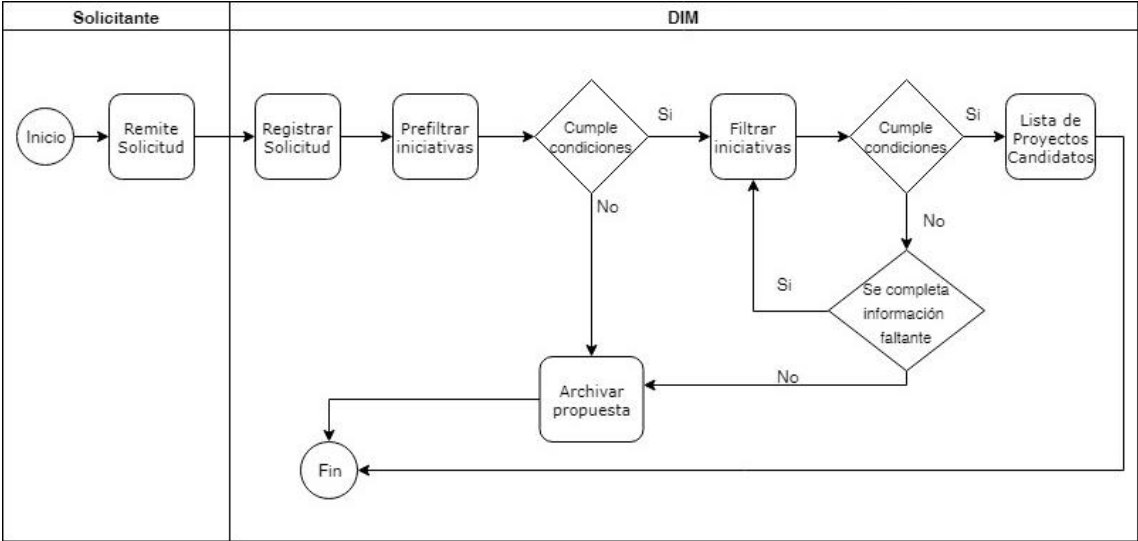 Solicitante
DIM
Inicio
Remite
Solicitud
Registrar
Solicitud
Prefiltrar
iniciativas
Cumple
condiciones
Si
Filtrar
iniciativas
Cumple
condiciones
Si
Lista de
Proyectos
Candidatos
No
No
Si
Se completa
información
faltante
No
Archivar
propuesta
Fin